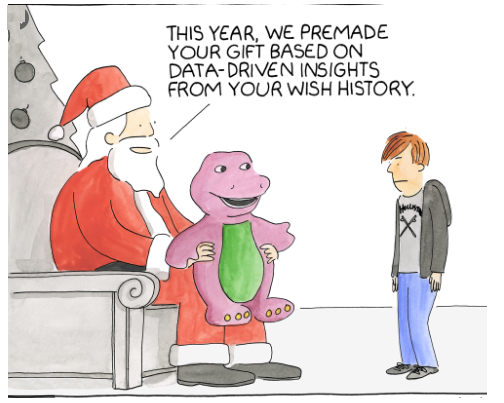 THIS YEAR, WE PREMADE
YOUR GIFT BASED ON
DATA-DRIVEN INSIGHTS
FROM YOUR WISH HISTORY.